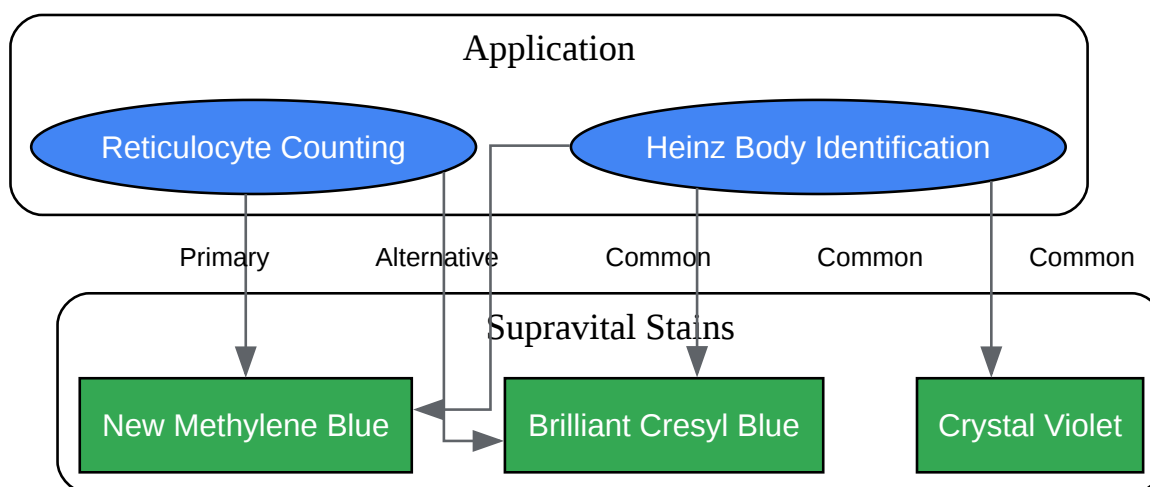 Application
Reticulocyte Counting
Heinz Body Identification
Primary
Alternative
Common
Common
Common
Supravital Stains
New Methylene Blue
Brilliant Cresyl Blue
Crystal Violet